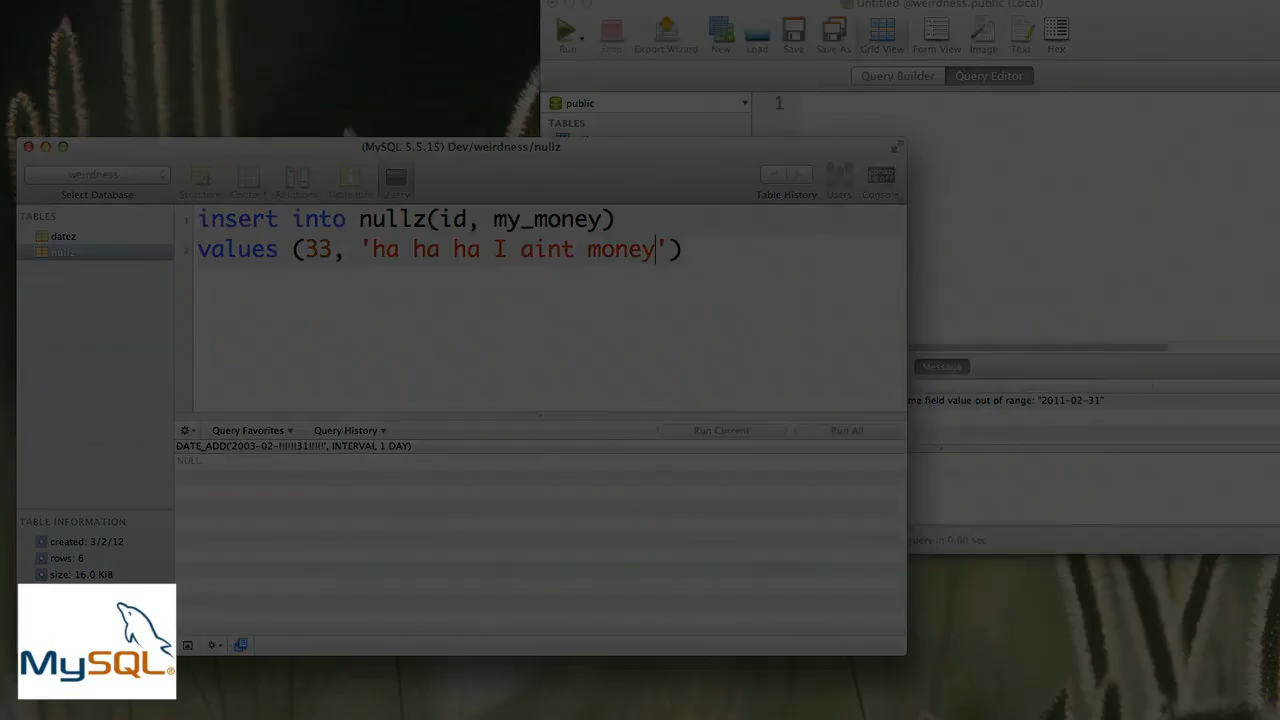 Untitled @weirdness.public (Local)
Run
Export Wizard
New
Load
Save
Save As
Grid View
Form View
Image
Text
Hex
Query Builder
Query Editor
public
1
TABLES
(MySQL 5.5.15) Dev/weirdness/nullz
weirdness
Select Database
Table History
Users
Console
TABLES
datez
nullz
1 insert into nullz(id, my_money)
2 values (33, 'ha ha ha I aint money')
Message
me field value out of range: "2011-02-31"
Query Favorites
Query History
Run Current
Run All
DATE_ADD('2003-02-!!!!!!31!!!!!', INTERVAL 1 DAY)
NULL
TABLE INFORMATION
created: 3/2/12
rows: 6
size: 16.0 KiB
MySQL®